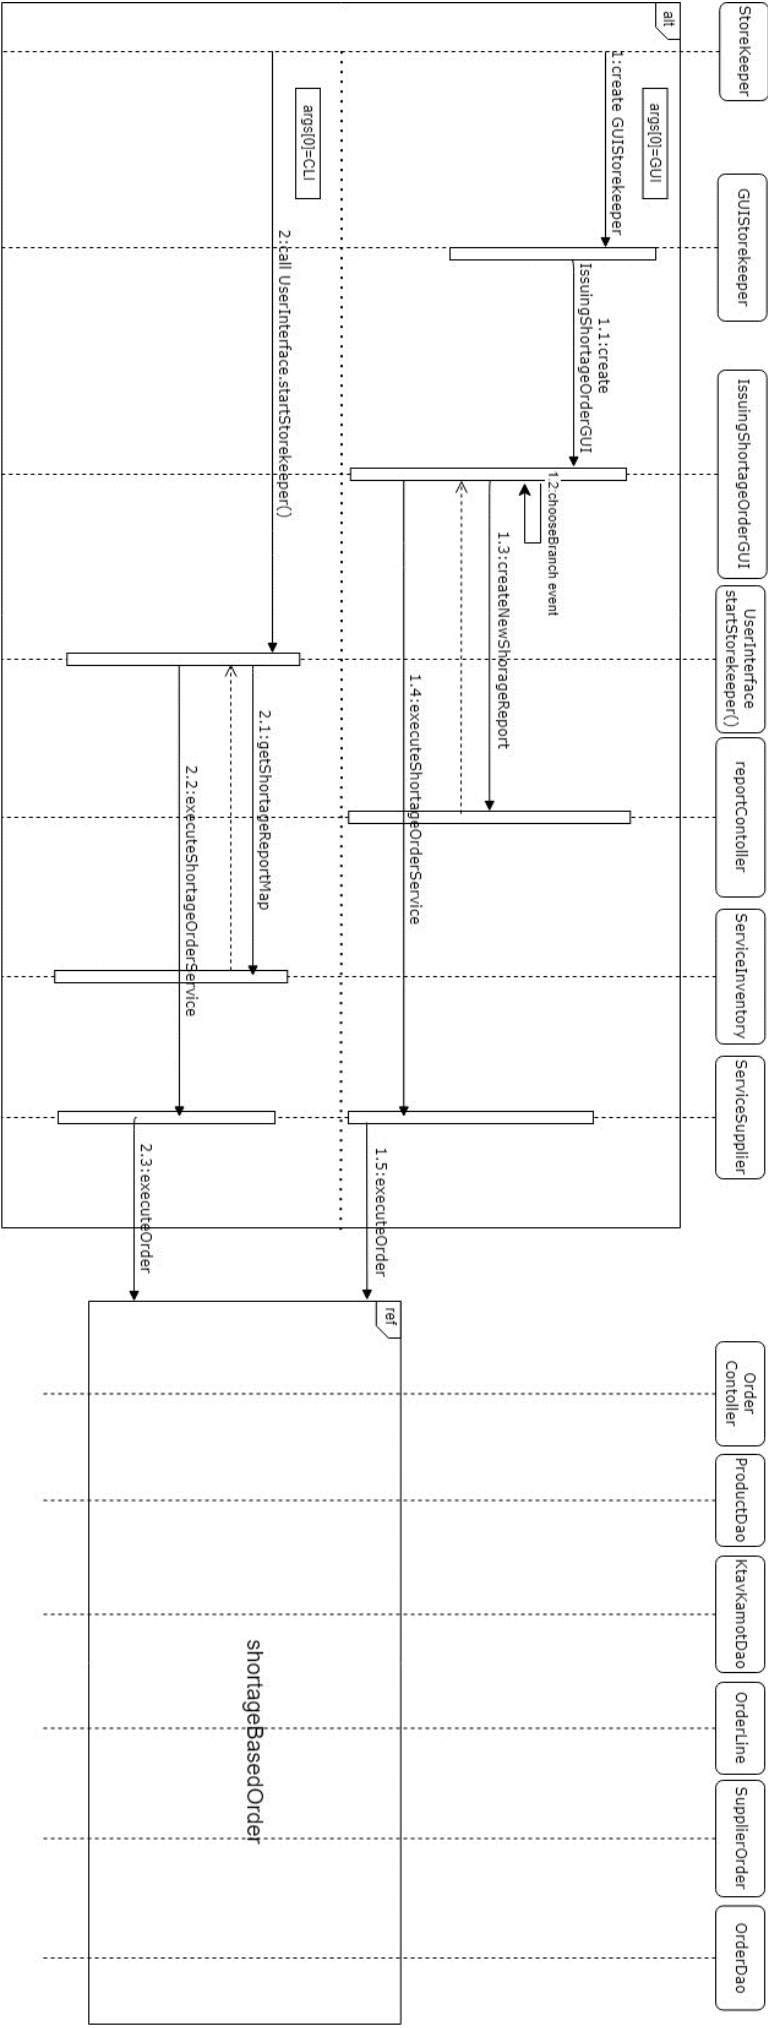 StoreKeeper
GUIStorekeeper
IssuingShortageOrderGUI
UserInterface
startStorekeeper()
reportContoller
ServiceInventory
ServiceSupplier
Order
Contoller
ProductDao
KtavKamotDao
OrderLine
SupplierOrder
OrderDao
alt
args[0]=GUI
1:create GUIStorekeeper
1.1:create
IssuingShortageOrderGUI
1.2:chooseBranch event
1.3:createNewShorageReport
1.4:executeShortageOrderService
1.5:executeOrder
args[0]=CLI
2:call UserInterface.startStorekeeper()
2.1:getShortageReportMap
2.2:executeShortageOrderService
2.3:executeOrder
ref
shortageBasedOrder